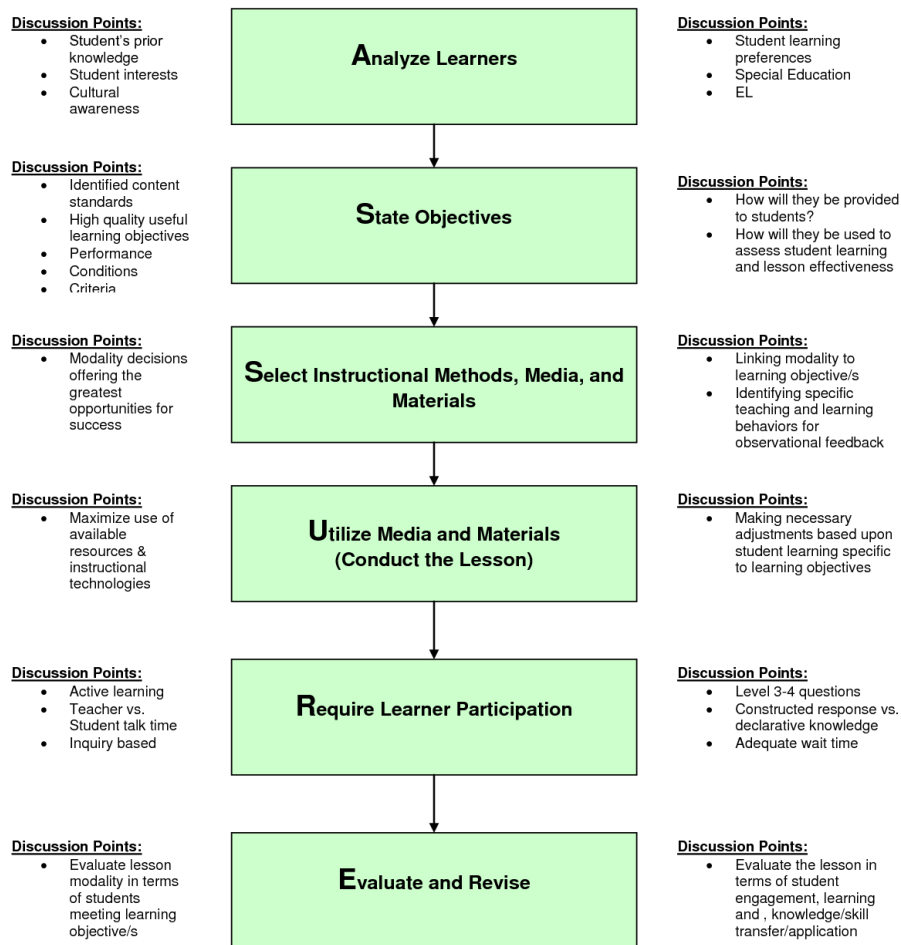 Discussion Points:
• Student's prior
knowledge
• Student interests
• Cultural
awareness
Analyze Learners
Discussion Points:
• Student learning
preferences
• Special Education
• EL
Discussion Points:
• Identified content
standards
• High quality useful
learning objectives
• Performance
• Conditions
• Criteria
State Objectives
Discussion Points:
• How will they be provided
to students?
• How will they be used to
assess student learning
and lesson effectiveness
Discussion Points:
• Modality decisions
offering the
greatest
opportunities for
success
Select Instructional Methods, Media, and
Materials
Discussion Points:
• Linking modality to
learning objective/s
• Identifying specific
teaching and learning
behaviors for
observational feedback
Discussion Points:
• Maximize use of
available
resources &
instructional
technologies
Utilize Media and Materials
(Conduct the Lesson)
Discussion Points:
• Making necessary
adjustments based upon
student learning specific
to learning objectives
Discussion Points:
• Active learning
• Teacher vs.
Student talk time
• Inquiry based
Require Learner Participation
Discussion Points:
• Level 3-4 questions
• Constructed response vs.
declarative knowledge
• Adequate wait time
Discussion Points:
• Evaluate lesson
modality in terms
of students
meeting learning
objective/s
Evaluate and Revise
Discussion Points:
• Evaluate the lesson in
terms of student
engagement, learning
and , knowledge/skill
transfer/application